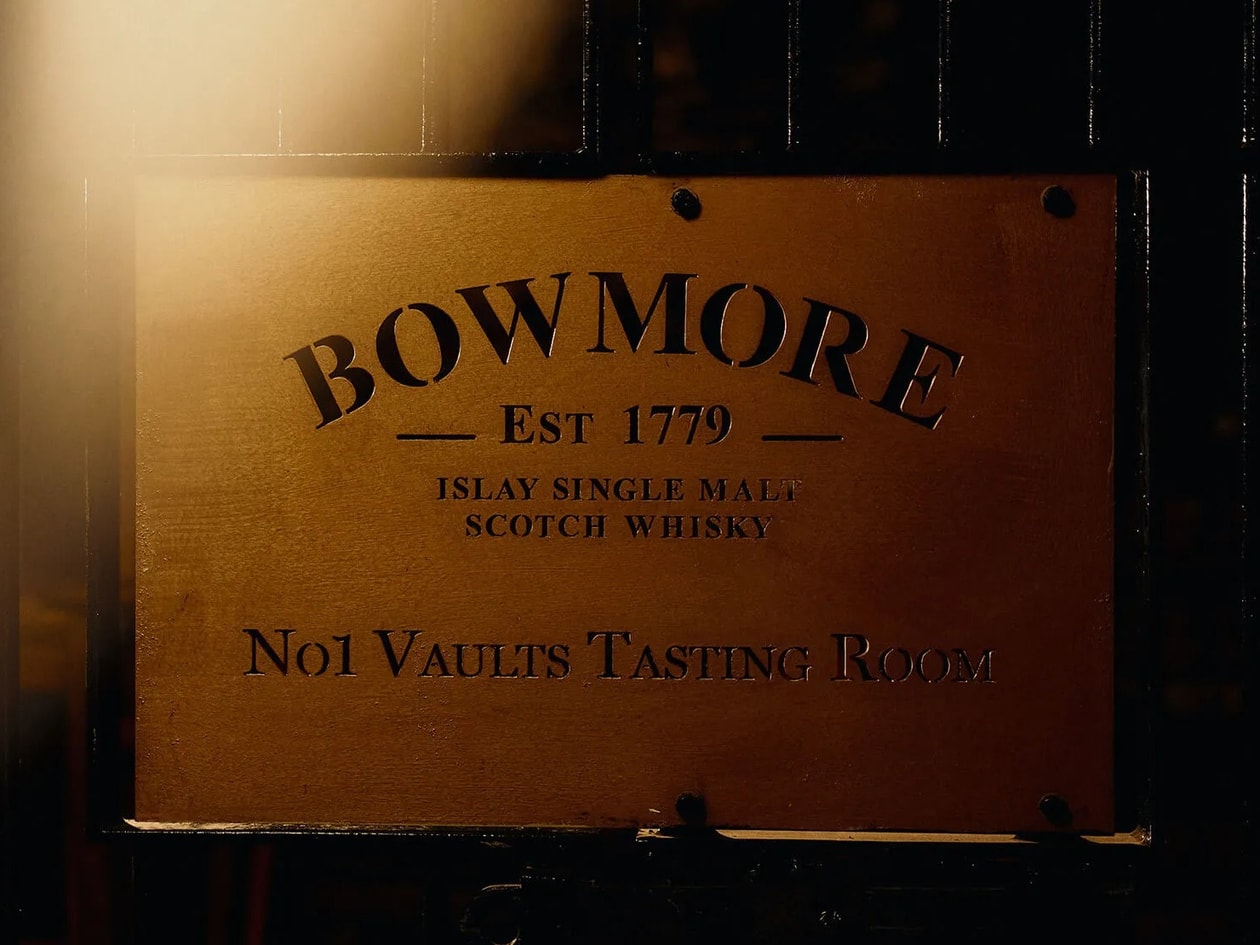 BOWMORE
EST 1779
ISLAY SINGLE MALT
SCOTCH WHISKY
No1 VAULTS TASTING ROOM